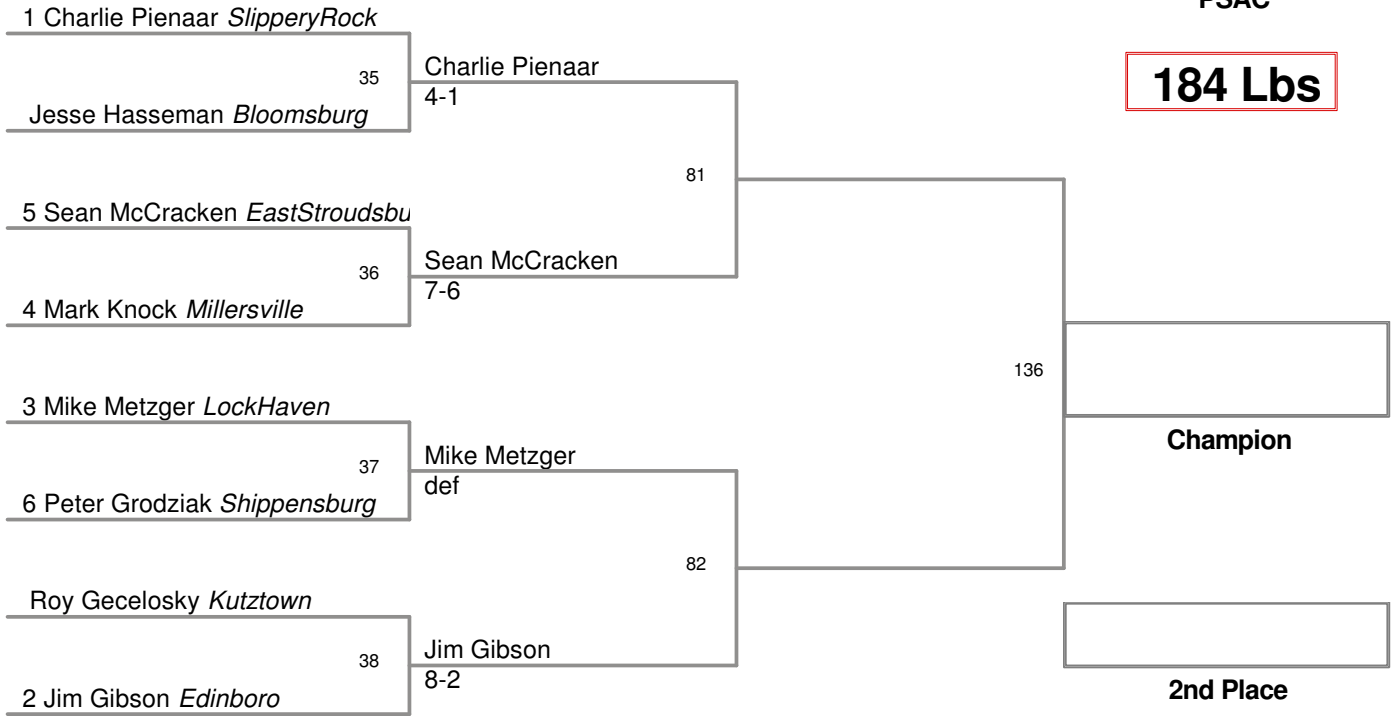 PSAC
184 Lbs
1 Charlie Pienaar SlipperyRock
35
Jesse Hasseman Bloomsburg
Charlie Pienaar
4-1
81
5 Sean McCracken EastStroudsbu
36
4 Mark Knock Millersville
Sean McCracken
7-6
136
3 Mike Metzger LockHaven
37
6 Peter Grodziak Shippensburg
Mike Metzger
def
82
Roy Gecelosky Kutztown
38
2 Jim Gibson Edinboro
Jim Gibson
8-2
Champion
2nd Place